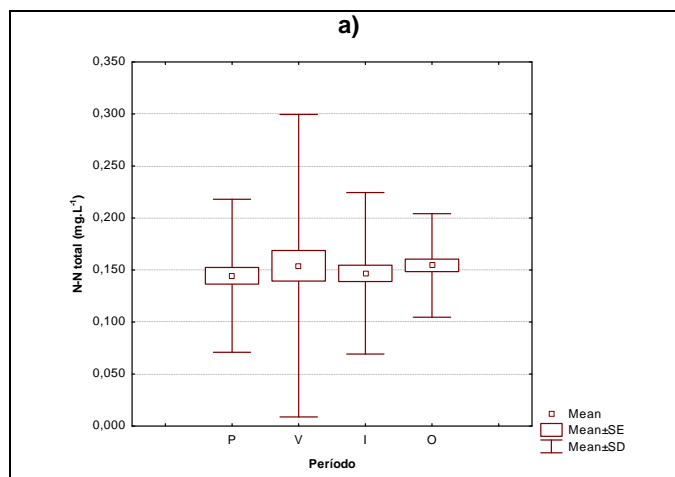 a)
0,350
0,300
0,250
0,200
0,150
0,100
0,050
0,000
N-N total (mg.L-1)
P V I O
Período
Mean
Mean±SE
Mean±SD